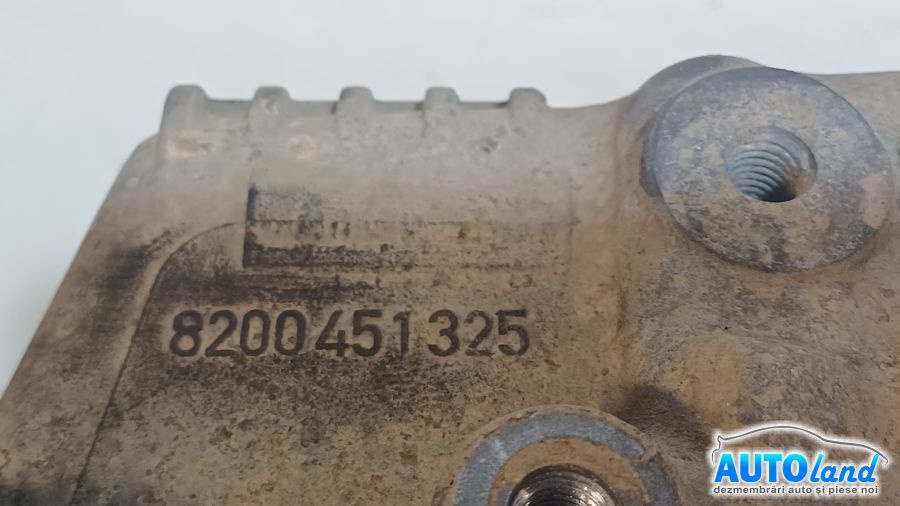 8200451325
AUTOland
dezmembrări auto și piese noi